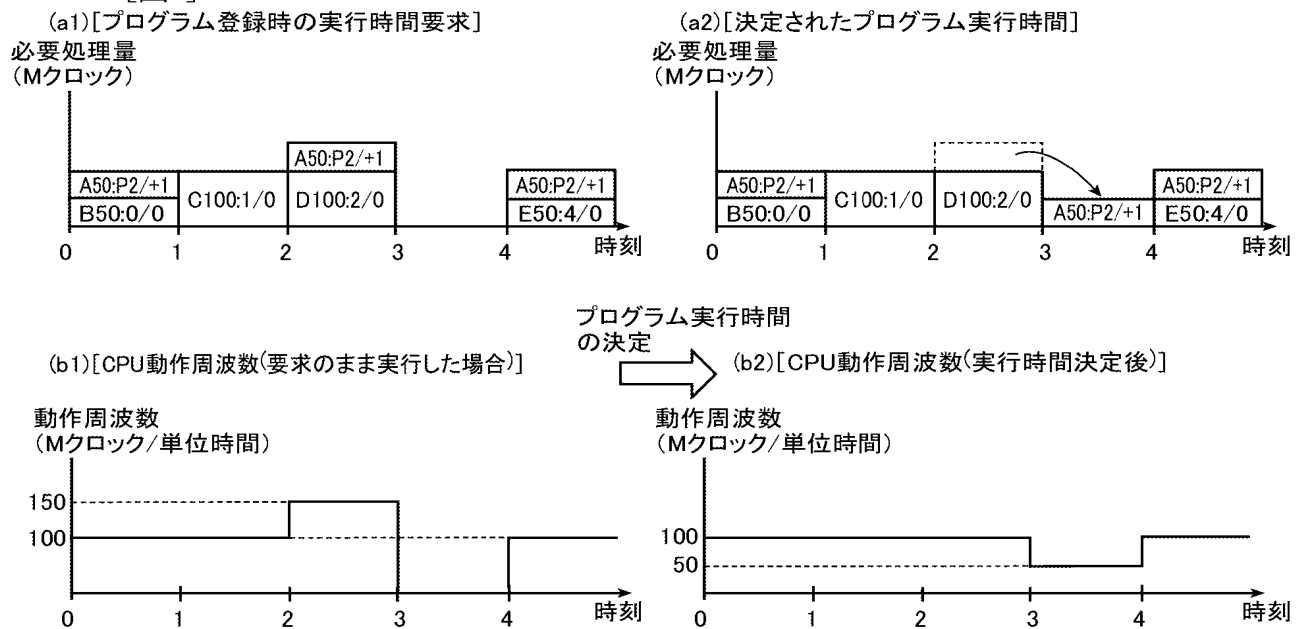 (a1)[プログラム登録時の実行時間要求]
必要処理量
(Mクロック)
A50:P2/+1
A50:P2/+1
C100:1/0
D100:2/0
A50:P2/+1
B50:0/0
E50:4/0
0 1 2 3 4 時刻
(a2)[決定されたプログラム実行時間]
必要処理量
(Mクロック)
A50:P2/+1
C100:1/0
D100:2/0
A50:P2/+1
B50:0/0
A50:P2/+1
E50:4/0
0 1 2 3 4 時刻
プログラム実行時間
の決定
(b1)[CPU動作周波数(要求のまま実行した場合)]
動作周波数
(Mクロック/単位時間)
150
100
0 1 2 3 4 時刻
(b2)[CPU動作周波数(実行時間決定後)]
動作周波数
(Mクロック/単位時間)
100
50
0 1 2 3 4 時刻